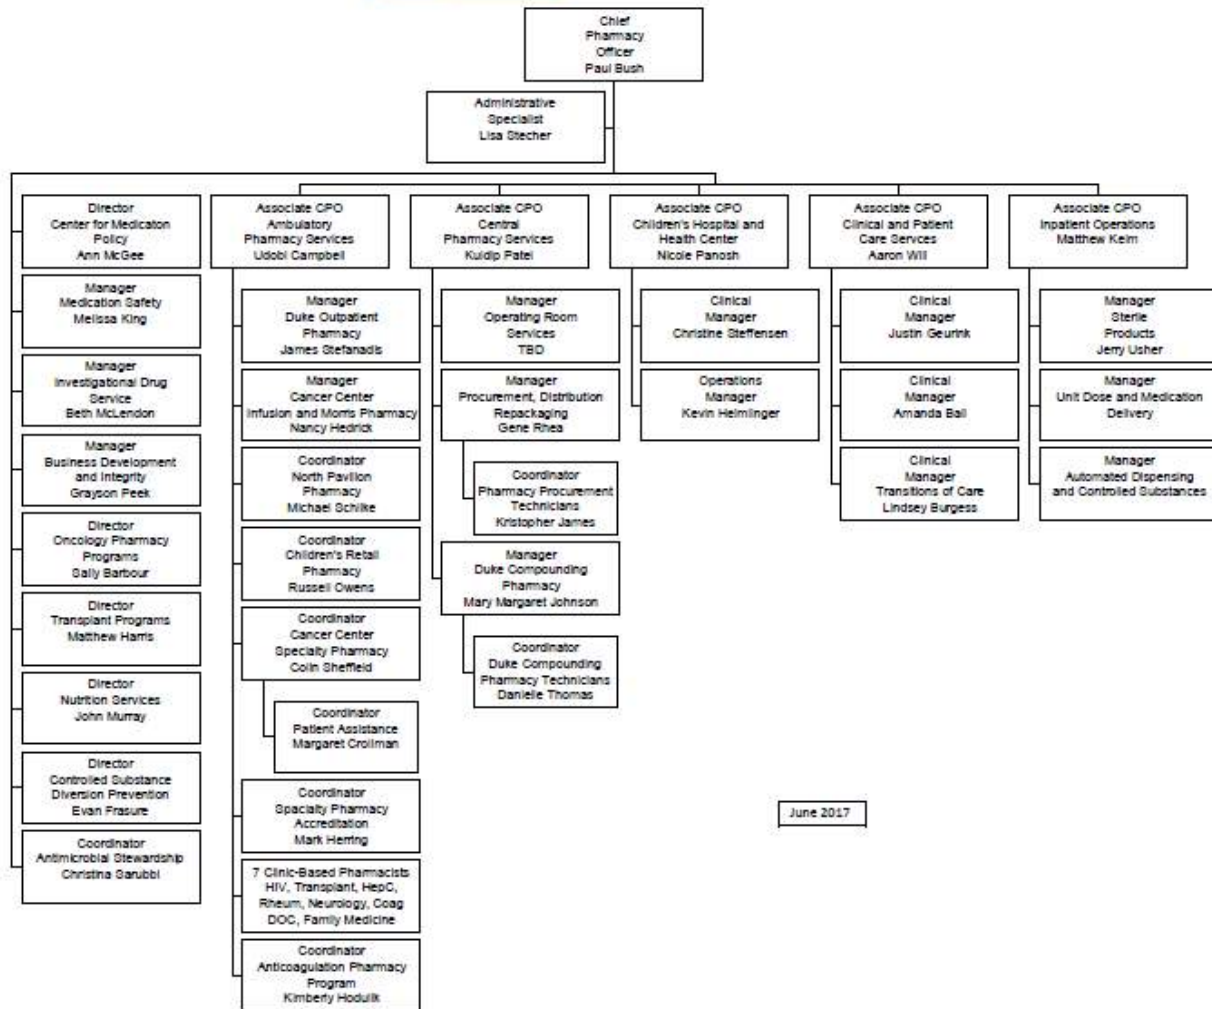 Chief
Pharmacy
Officer
Paul Bush
Administrative
Specialist
Lisa Stecher
Director
Center for Medicaton
Policy
Ann McGee
Manager
Medication Safety
Melissa King
Manager
Investigational Drug
Service
Beth McLendon
Manager
Business Development
and Integrity
Grayson Peek
Director
Oncology Pharmacy
Programs
Sally Barbour
Director
Transplant Programs
Matthew Harris
Director
Nutrition Services
John Murray
Director
Controlled Substance
Diversion Prevention
Evan Frasure
Coordinator
Antimicrobial Stewardship
Christina Sarubbi
Associate CPO
Ambulatory
Pharmacy Services
Udobi Campbell
Manager
Duke Outpatient
Pharmacy
James Stefanadis
Manager
Cancer Center
Infusion and Morris Pharmacy
Nancy Hedrick
Coordinator
North Pavilion
Pharmacy
Michael Schilke
Coordinator
Children's Retail
Pharmacy
Russell Owens
Coordinator
Cancer Center
Specialty Pharmacy
Colin Sheffield
Coordinator
Patient Assistance
Margaret Crollman
Coordinator
Spacialty Pharmacy
Accreditation
Mark Herring
7 Clinic-Based Pharmacists
HIV, Transplant, HepC,
Rheum, Neurology, Coag
DOC, Family Medicine
Coordinator
Anticoagulation Pharmacy
Program
Kimberly Hodulik
Associate CPO
Central
Pharmacy Services
Kuldip Patel
Manager
Operating Room
Services
TBD
Manager
Procurement, Distribution
Repackaging
Gene Rhea
Coordinator
Pharmacy Procurement
Technicians
Kristopher James
Manager
Duke Compounding
Pharmacy
Mary Margaret Johnson
Coordinator
Duke Compounding
Pharmacy Technicians
Danielle Thomas
Associate CPO
Children's Hospital and
Health Center
Nicole Panosh
Clinical
Manager
Christine Steffensen
Operations
Manager
Kevin Helmlinger
Associate CPO
Clinical and Patient
Care Servces
Aaron Will
Clinical
Manager
Justin Geurink
Clinical
Manager
Amanda Ball
Clinical
Manager
Transitions of Care
Lindsey Burgess
Associate CPO
Inpatient Operations
Matthew Kelm
Manager
Sterile
Products
Jerry Usher
Manager
Unit Dose and Medication
Delivery
Manager
Automated Dispensing
and Controlled Substances
June 2017